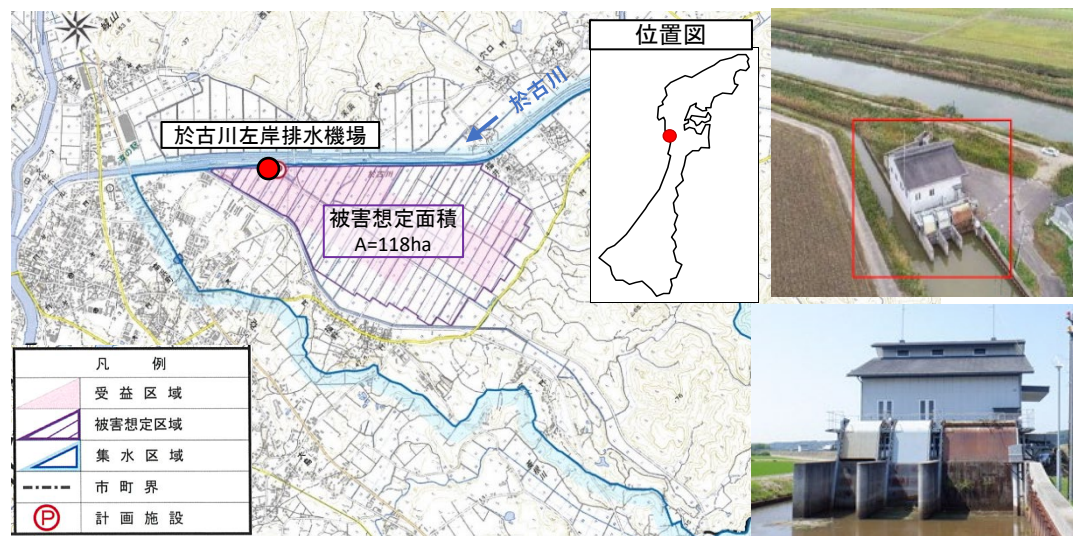 位置図
於古川
於古川左岸排水機場
被害想定面積
A=118ha
凡 例
受 益 区 域
被害想定区域
集 水 区 域
市 町 界
P
計 画 施 設